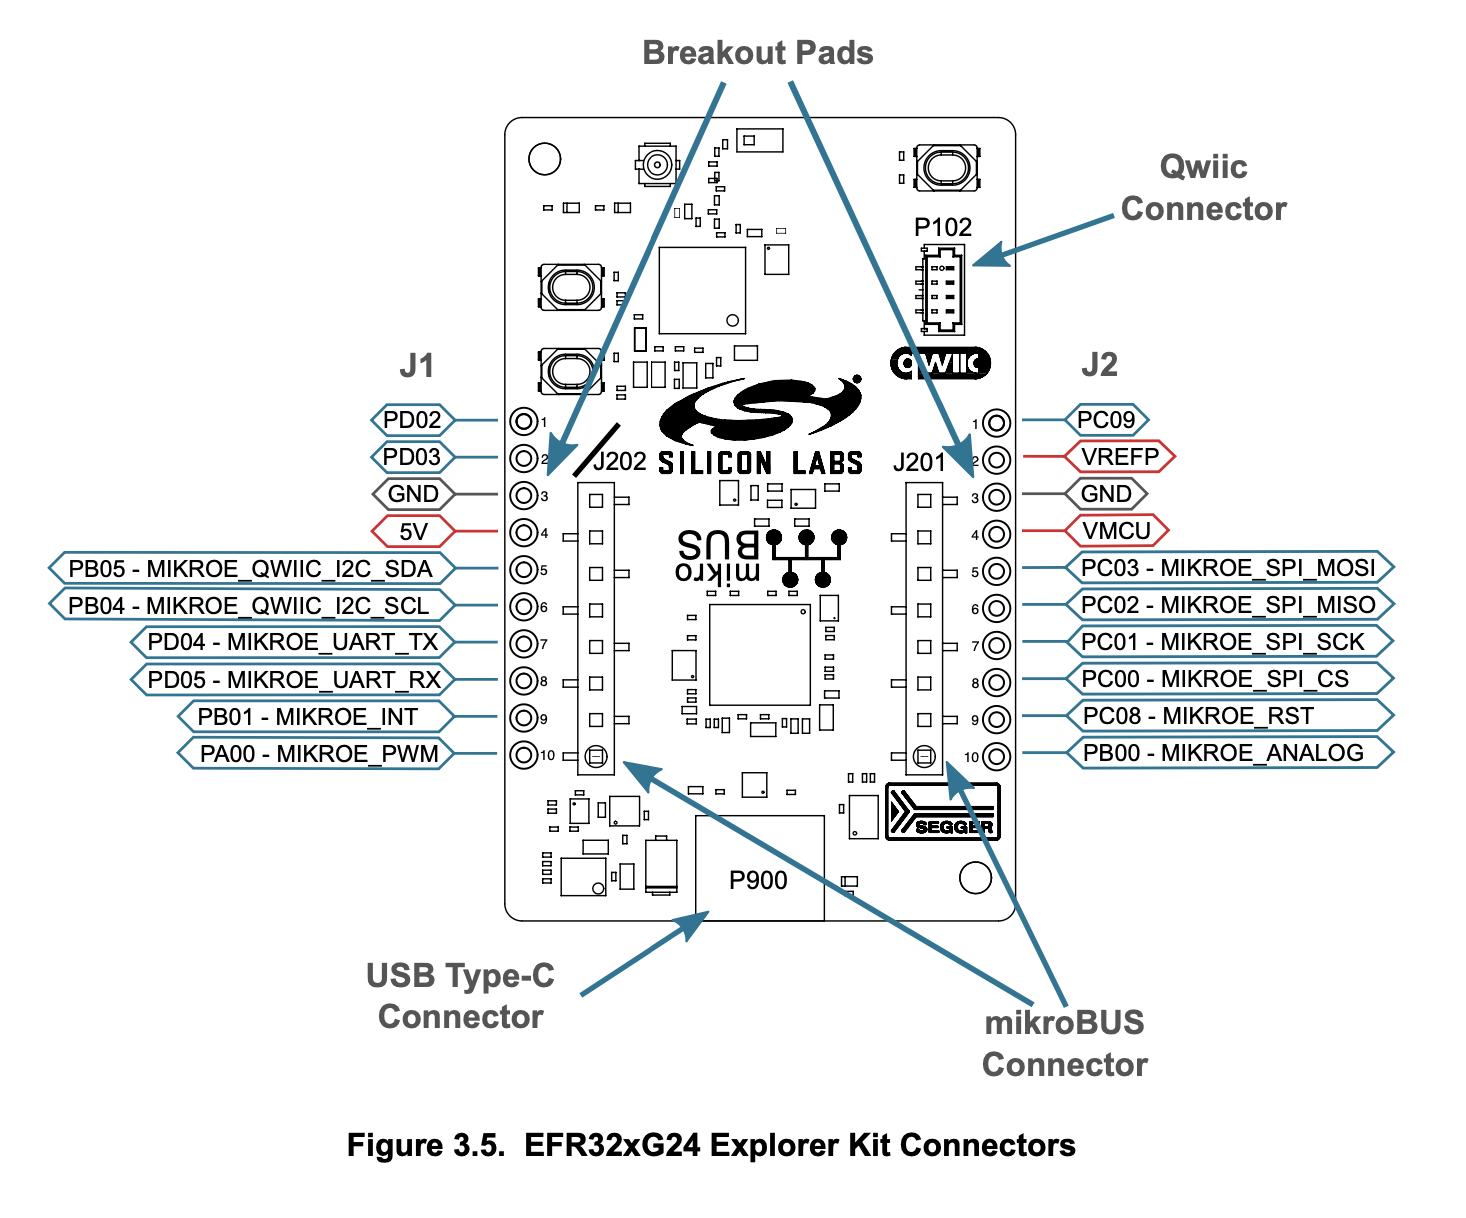 Breakout Pads
Qwiic
Connector
P102
QWIIC
J1
J2
PD02
1
1
PC09
PD03
2
J202
SILICON LABS
J201
2
VREFP
GND
3
3
GND
5V
4
4
VMCU
mikro
BUS
PB05 - MIKROE_QWIIC_I2C_SDA
5
5
PC03 - MIKROE_SPI_MOSI
PB04 - MIKROE_QWIIC_I2C_SCL
6
6
PC02 - MIKROE_SPI_MISO
PD04 - MIKROE_UART_TX
7
7
PC01 - MIKROE_SPI_SCK
PD05 - MIKROE_UART_RX
8
8
PC00 - MIKROE_SPI_CS
PB01 - MIKROE_INT
9
9
PC08 - MIKROE_RST
PA00 - MIKROE_PWM
10
10
PB00 - MIKROE_ANALOG
SEGGER
P900
USB Type-C
Connector
mikroBUS
Connector
Figure 3.5. EFR32xG24 Explorer Kit Connectors